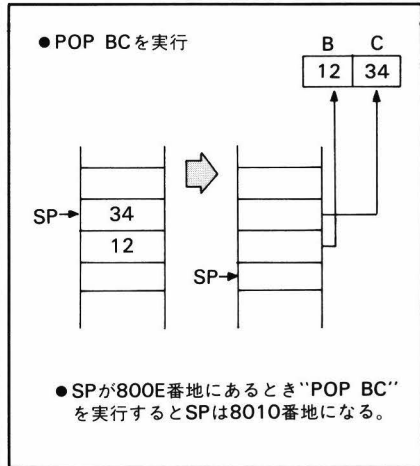 ●POP BCを実行
B C
12 34
SP→ 34
12
SP→
●SPが800E番地にあるとき"POP BC"
を実行するとSPは8010番地になる。